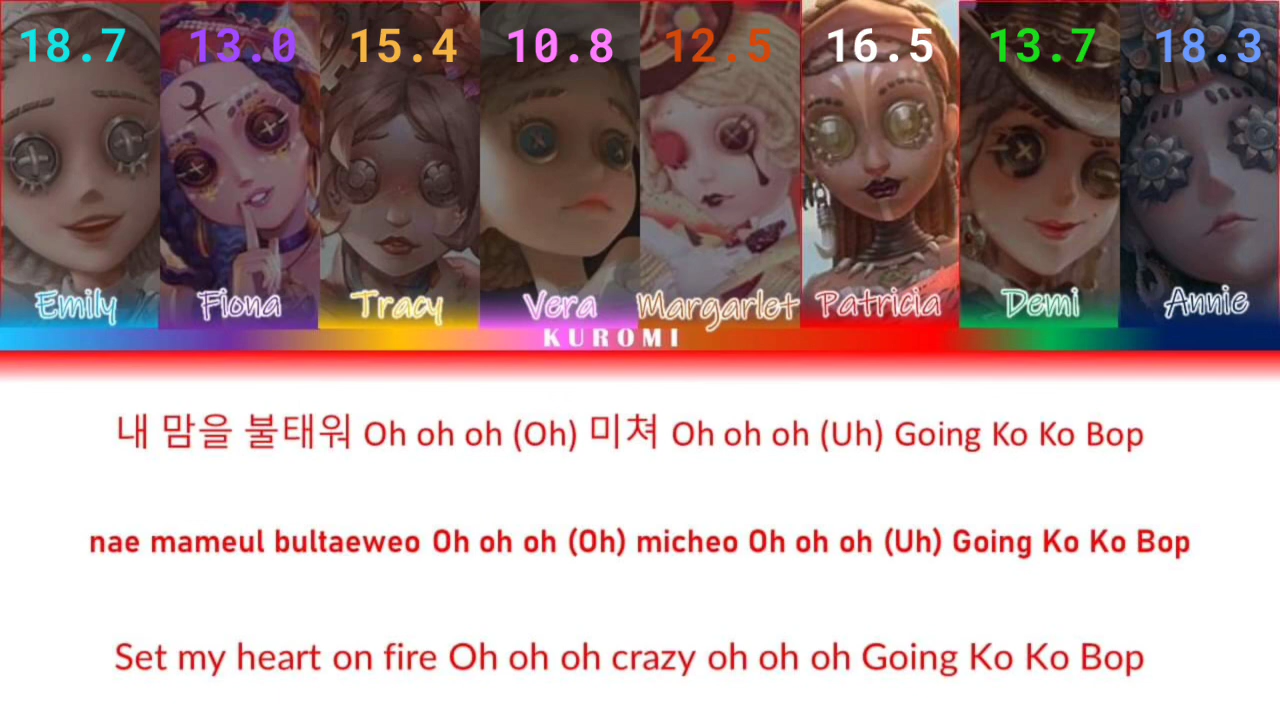 18.7 13.0 15.4 10.8 12.5 16.5 13.7 18.3
Emily Fiona Tracy Vera Margarlet Patricia Demi Annie
KUROMI
내 맘을 불태워 Oh oh oh (Oh) 미쳐 Oh oh oh (Uh) Going Ko Ko Bop
nae mameul bultaeweo Oh oh oh (Oh) micheo Oh oh oh (Uh) Going Ko Ko Bop
Set my heart on fire Oh oh oh crazy oh oh oh Going Ko Ko Bop